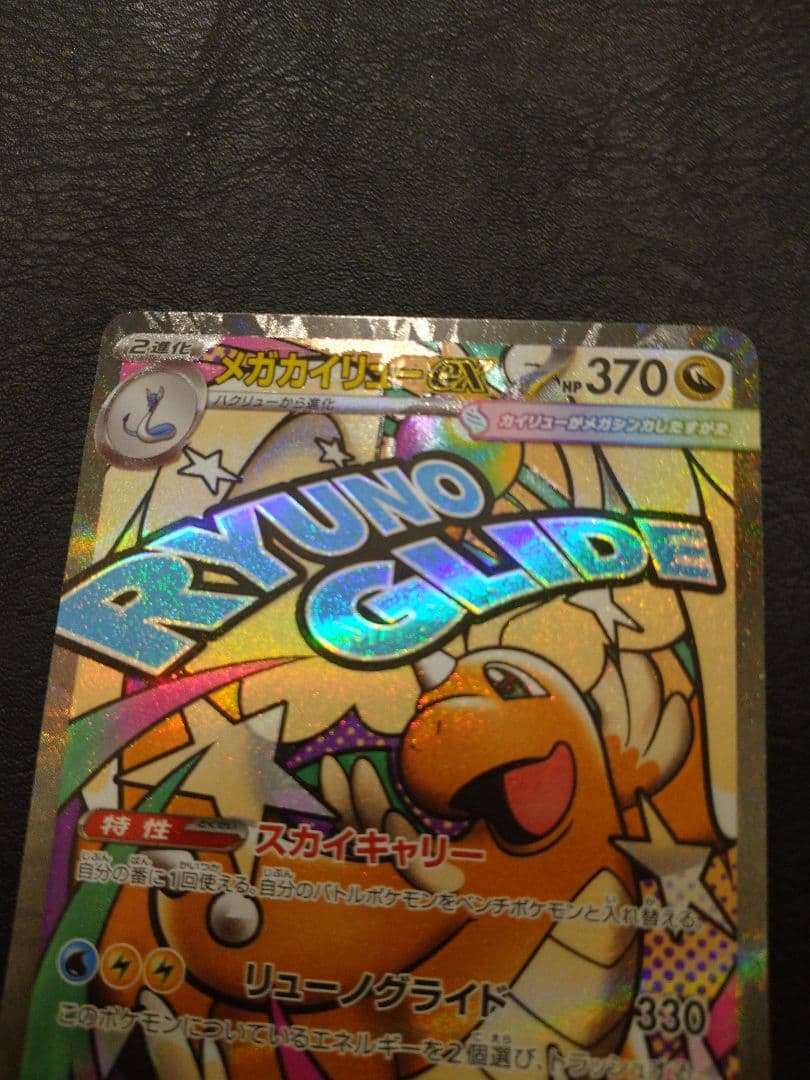 2進化
メガカイリューex
HP 370
ハクリューから進化
カイリューがメガシンカしたすがた
RYUNO
GLIDE
特性 とくせい
スカイキャリー
自分の番に1回使える。自分のバトルポケモンをベンチポケモンと入れ替える。
リューノグライド 330
このポケモンについているエネルギーを2個選び、トラッシュする